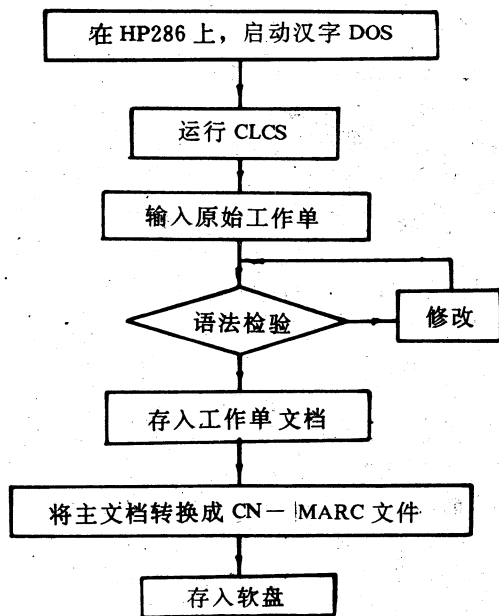 在 HP286 上，启动汉字 DOS
运行 CLCS
输入原始工作单
语法检验
修改
存入工作单文档
将主文档转换成 CN－MARC 文件
存入软盘